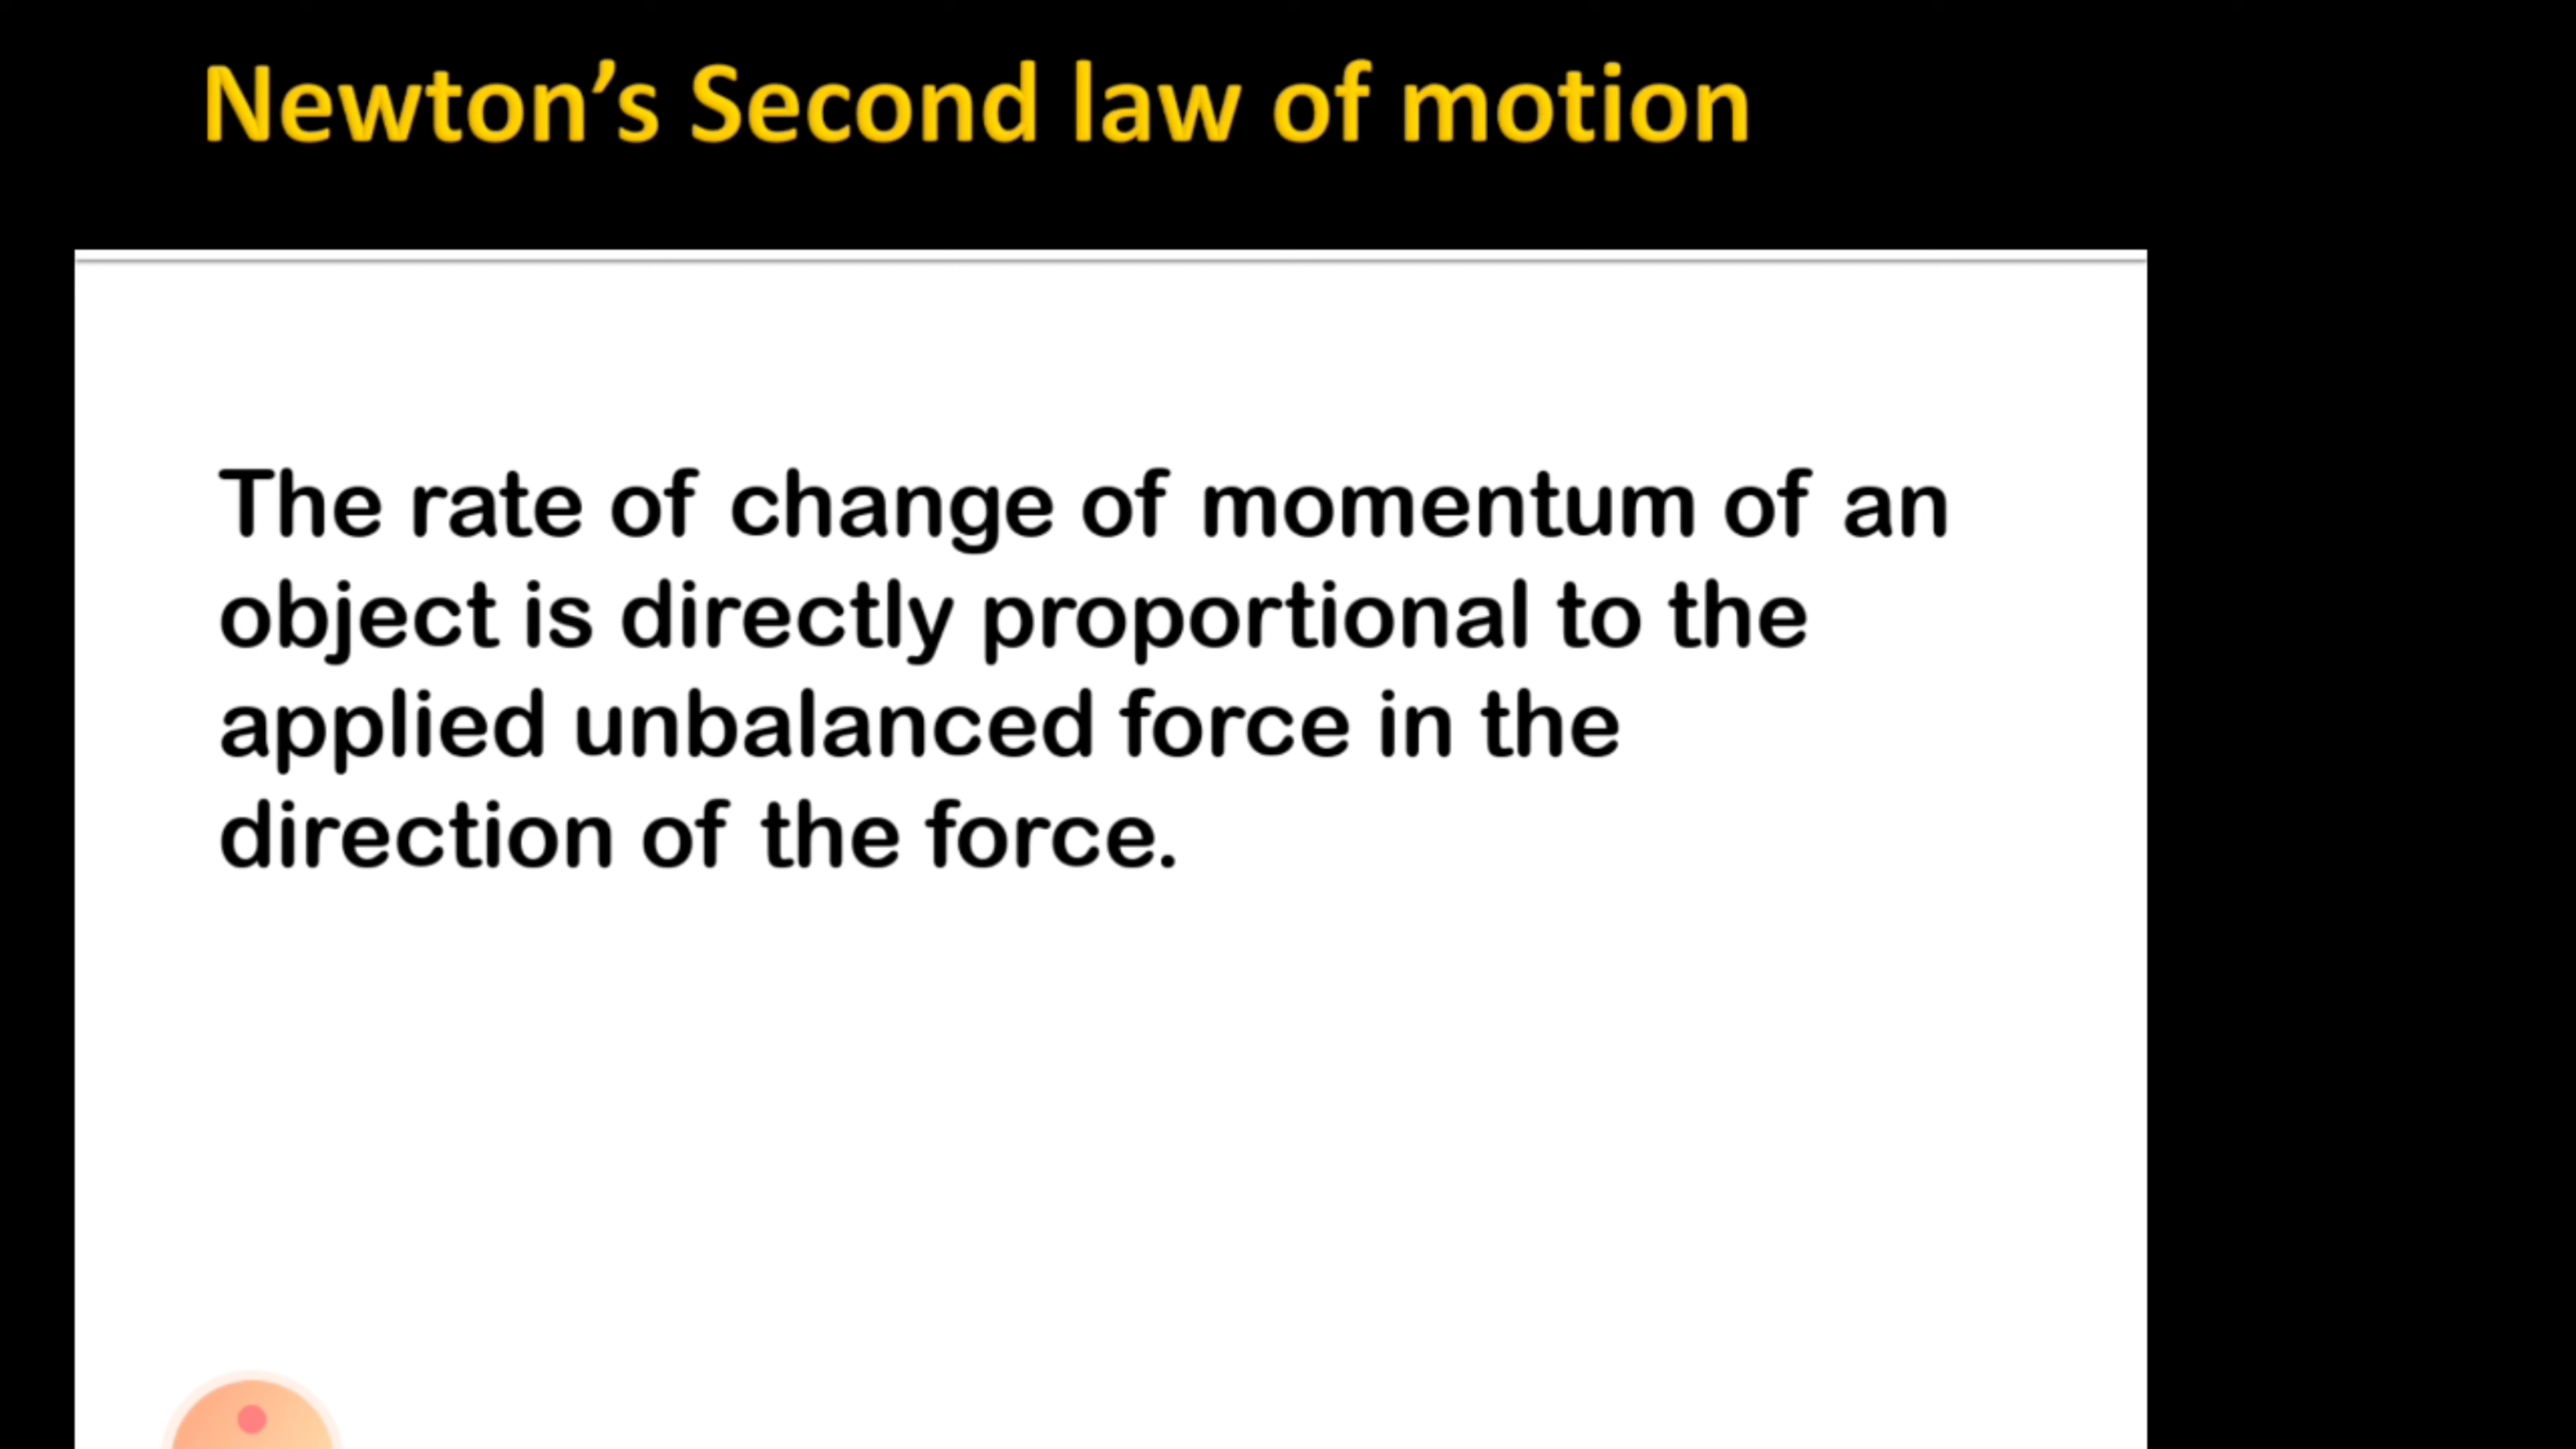 Newton’s Second law of motion
The rate of change of momentum of an
object is directly proportional to the
applied unbalanced force in the
direction of the force.